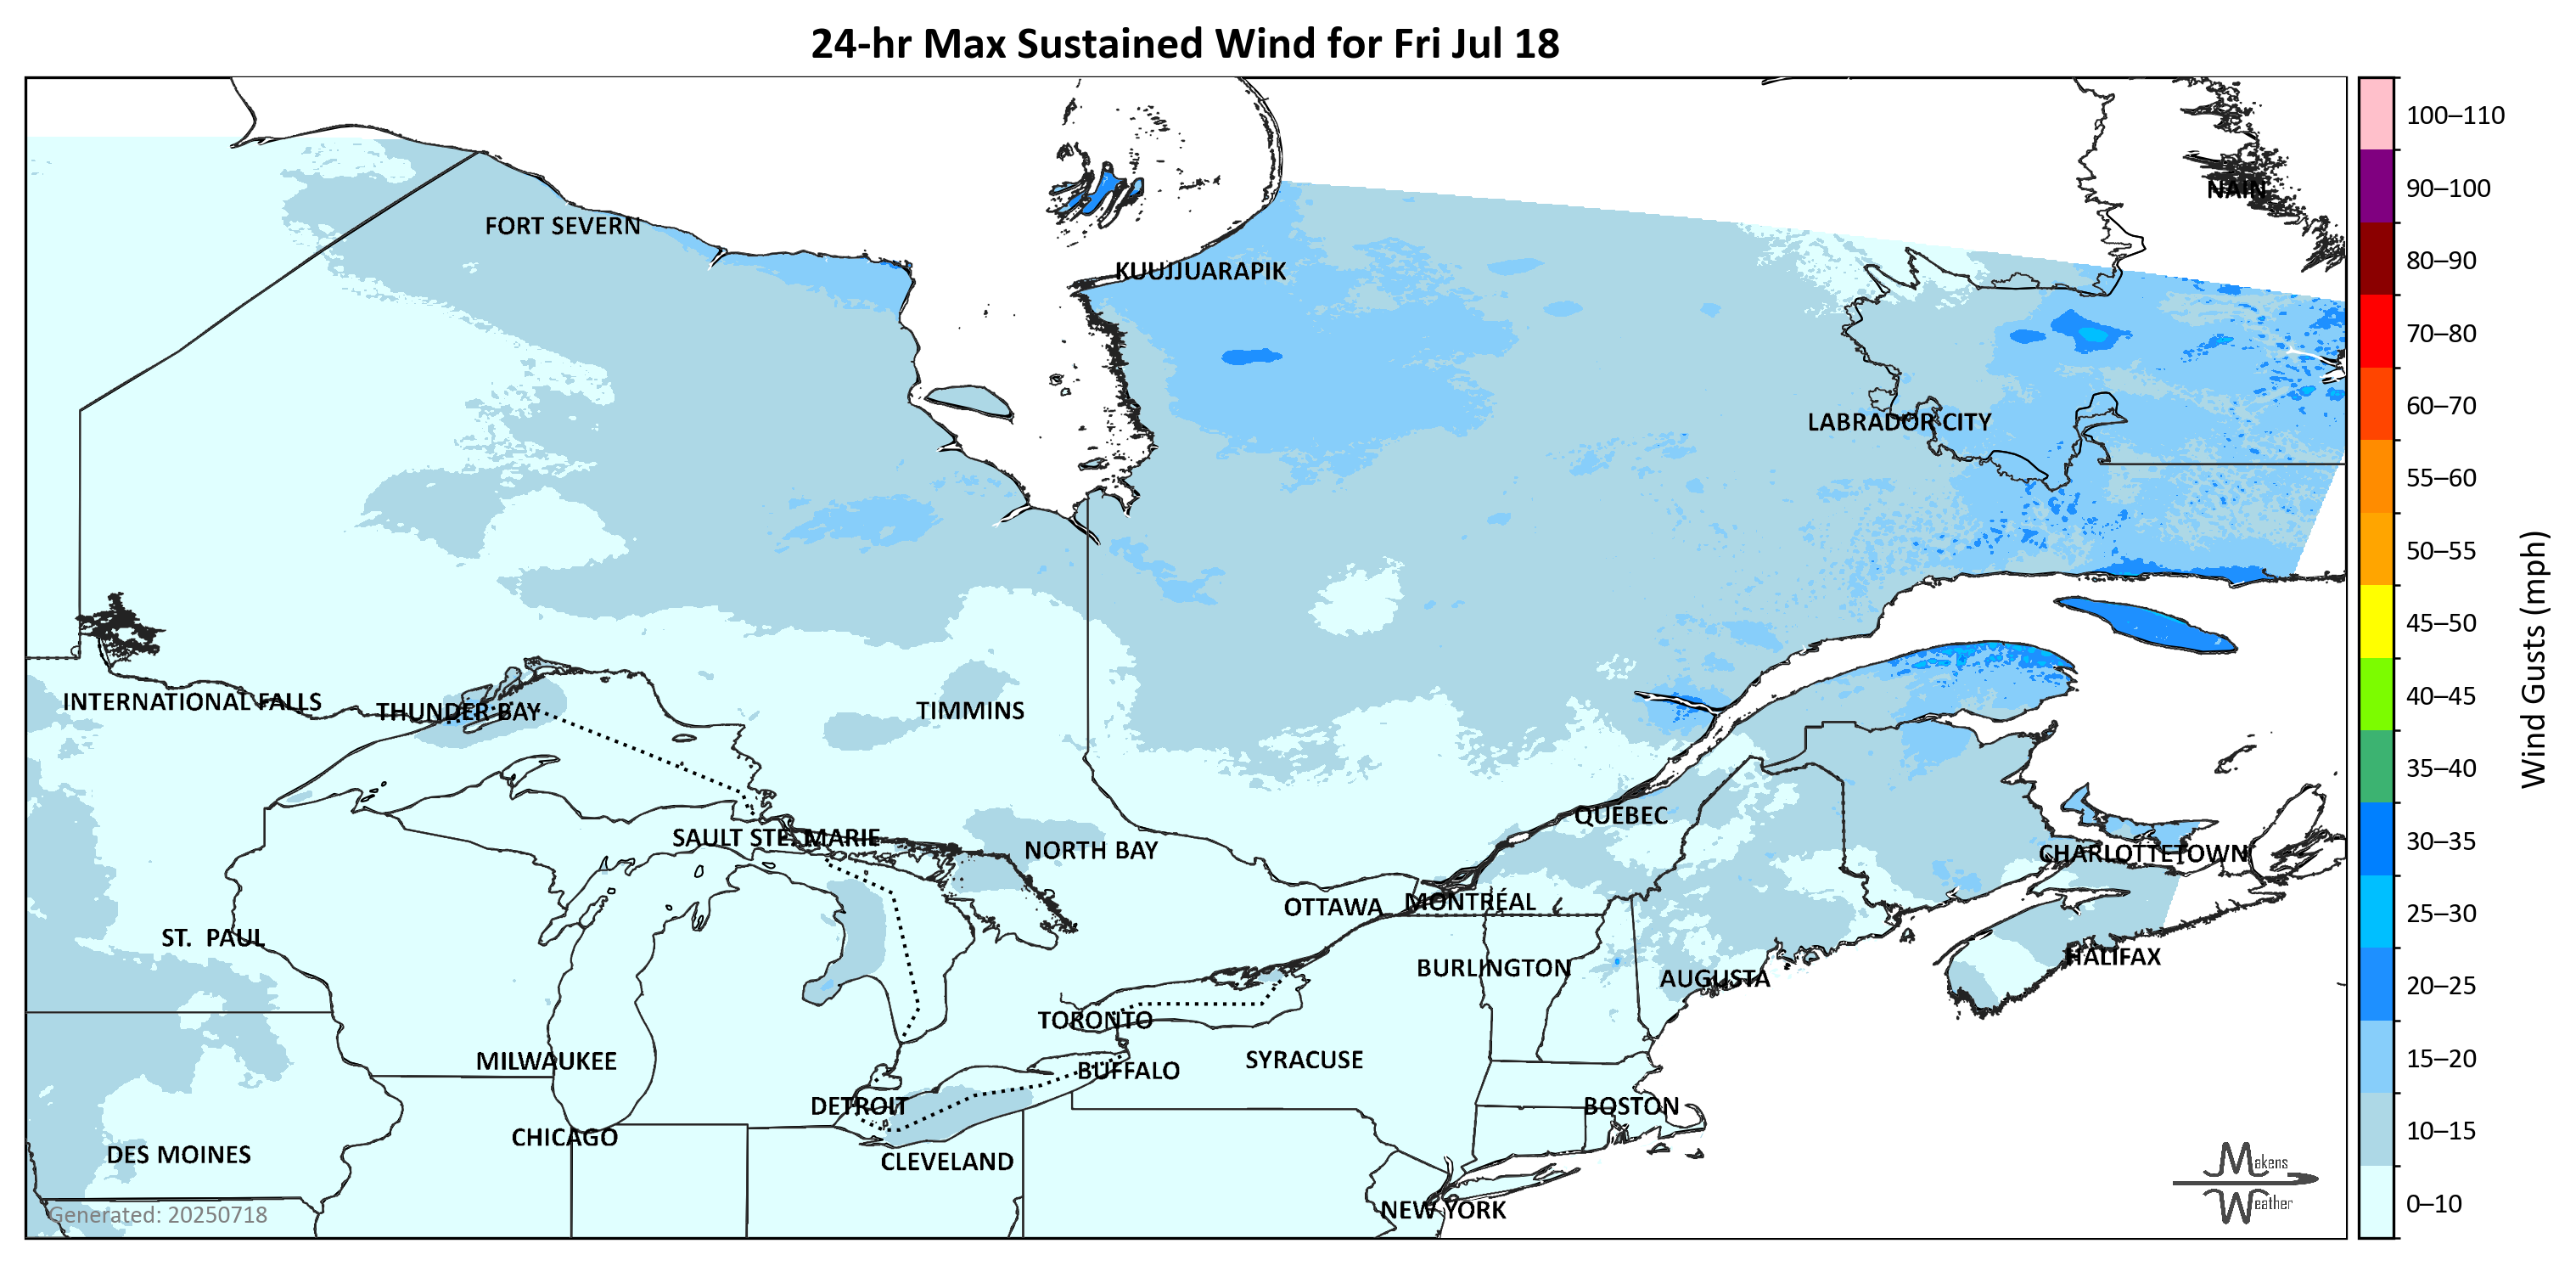 24-hr Max Sustained Wind for Fri Jul 18
100–110
90–100
NAIN
FORT SEVERN
80–90
KUUJJUARAPIK
70–80
60–70
LABRADOR CITY
55–60
50–55
45–50
Wind Gusts (mph)
40–45
INTERNATIONAL FALLS
THUNDER BAY
TIMMINS
35–40
QUÉBEC
30–35
SAULT STE. MARIE
NORTH BAY
CHARLOTTETOWN
OTTAWA
MONTRÉAL
25–30
ST. PAUL
HALIFAX
BURLINGTON
AUGUSTA
20–25
TORONTO
MILWAUKEE
SYRACUSE
BUFFALO
15–20
DETROIT
BOSTON
10–15
CHICAGO
DES MOINES
CLEVELAND
Makens
Weather
0–10
NEW YORK
Generated: 20250718